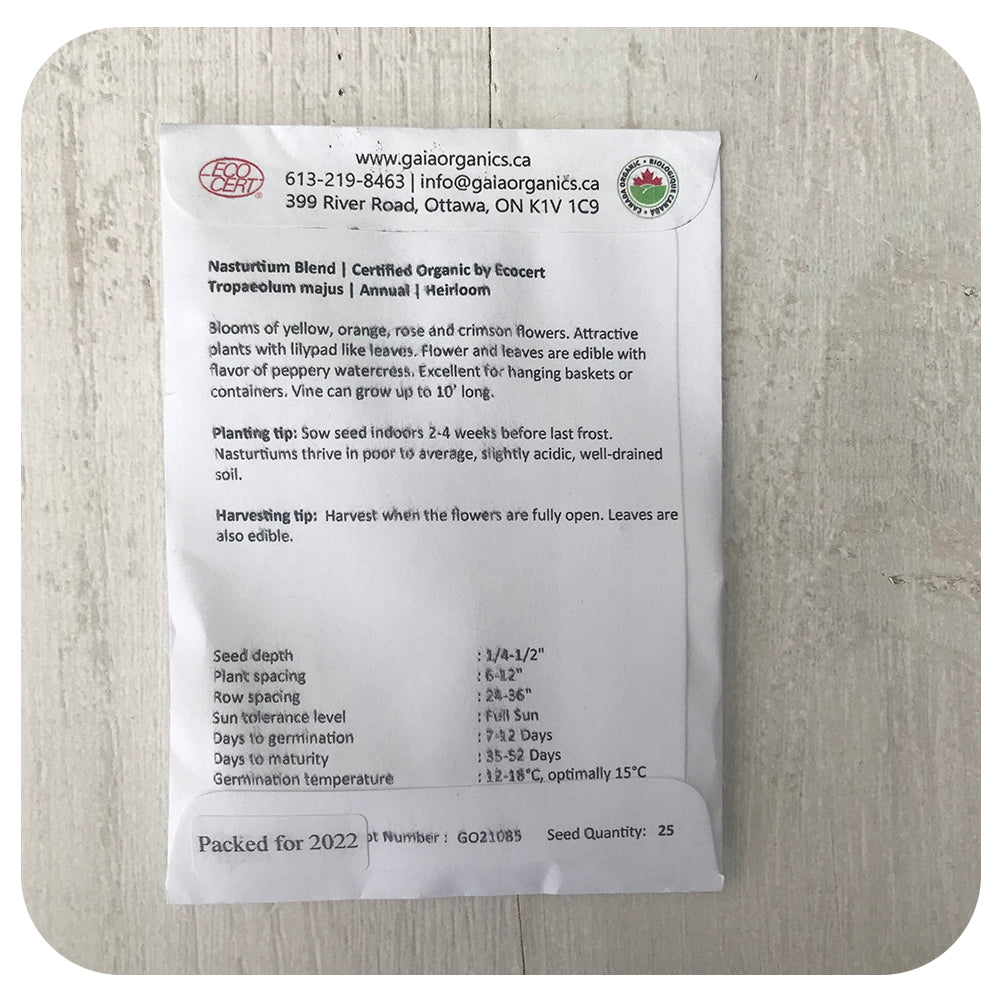 www.gaiaorganics.ca
ECO CERT ®
613-219-8463 | info@gaiaorganics.ca
399 River Road, Ottawa, ON K1V 1C9
CANADA ORGANIC • BIOLOGIQUE CANADA •
Nasturtium Blend | Certified Organic by Ecocert
Tropaeolum majus | Annual | Heirloom
Blooms of yellow, orange, rose and crimson flowers. Attractive
plants with lilypad like leaves. Flower and leaves are edible with
flavor of peppery watercress. Excellent for hanging baskets or
containers. Vine can grow up to 10' long.
Planting tip: Sow seed indoors 2-4 weeks before last frost.
Nasturtiums thrive in poor to average, slightly acidic, well-drained
soil.
Harvesting tip: Harvest when the flowers are fully open. Leaves are
also edible.
Seed depth : 1/4-1/2"
Plant spacing : 6-12"
Row spacing : 24-36"
Sun tolerance level : Full Sun
Days to germination : 7-12 Days
Days to maturity : 35-52 Days
Germination temperature : 12-18°C, optimally 15°C
Packed for 2022 ot Number : GO21085 Seed Quantity: 25